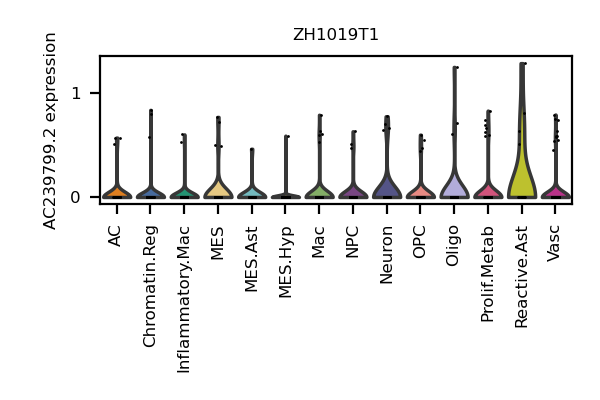 ZH1019T1
AC239799.2 expression
1
0
AC
Chromatin.Reg
Inflammatory.Mac
MES
MES.Ast
MES.Hyp
Mac
NPC
Neuron
OPC
Oligo
Prolif.Metab
Reactive.Ast
Vasc